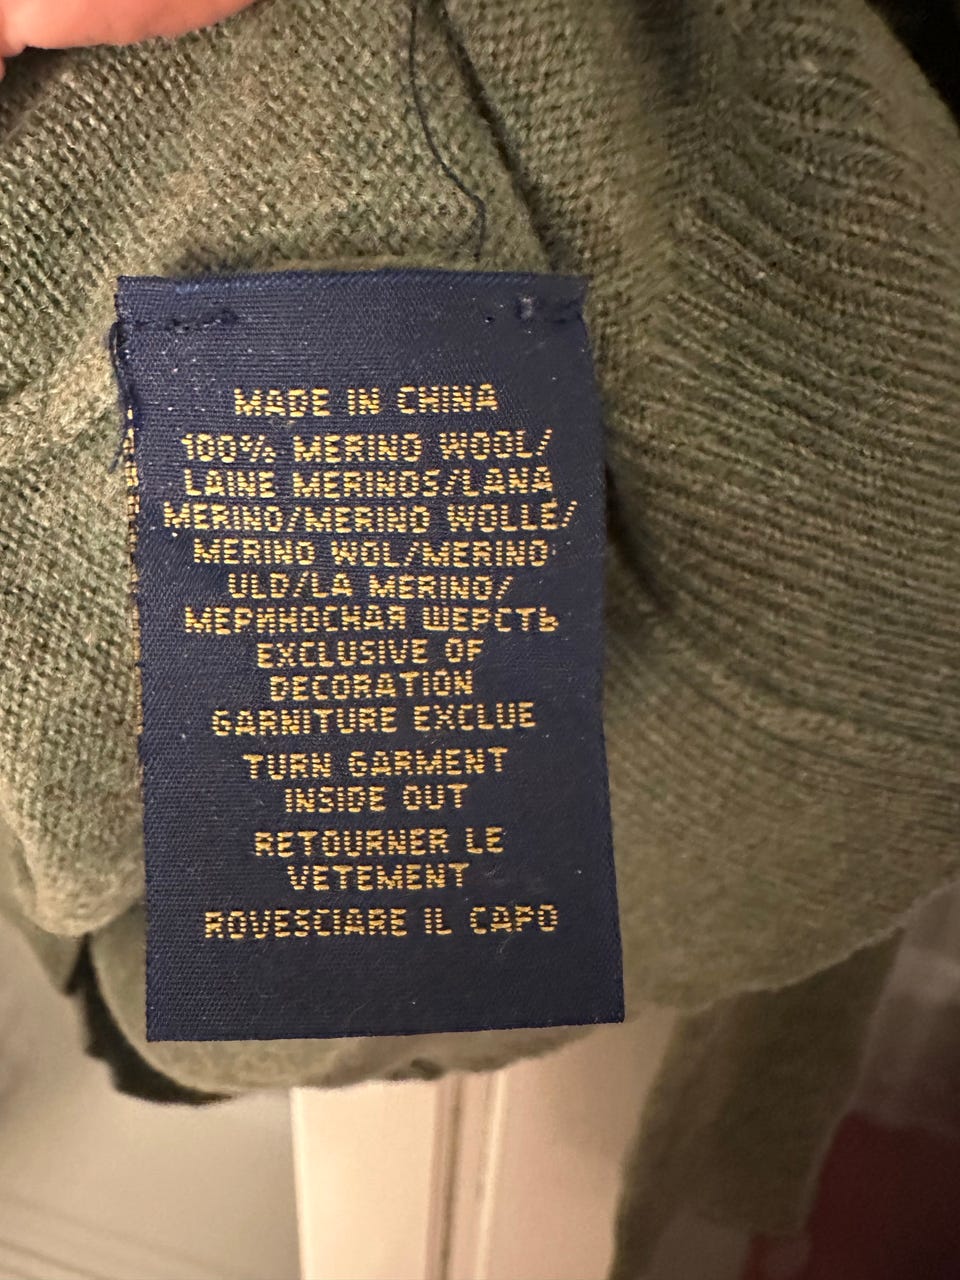 MADE IN CHINA
100% MERINO WOOL/
LAINE MERINOS/LANA
MERINO/MERINO WOLLE/
MERINO WOL/MERINO
ULD/LA MERINO/
МЕРИНОСНАЯ ШЕРСТЬ
EXCLUSIVE OF
DECORATION
GARNITURE EXCLUE
TURN GARMENT
INSIDE OUT
RETOURNER LE
VETEMENT
ROVESCIARE IL CAPO